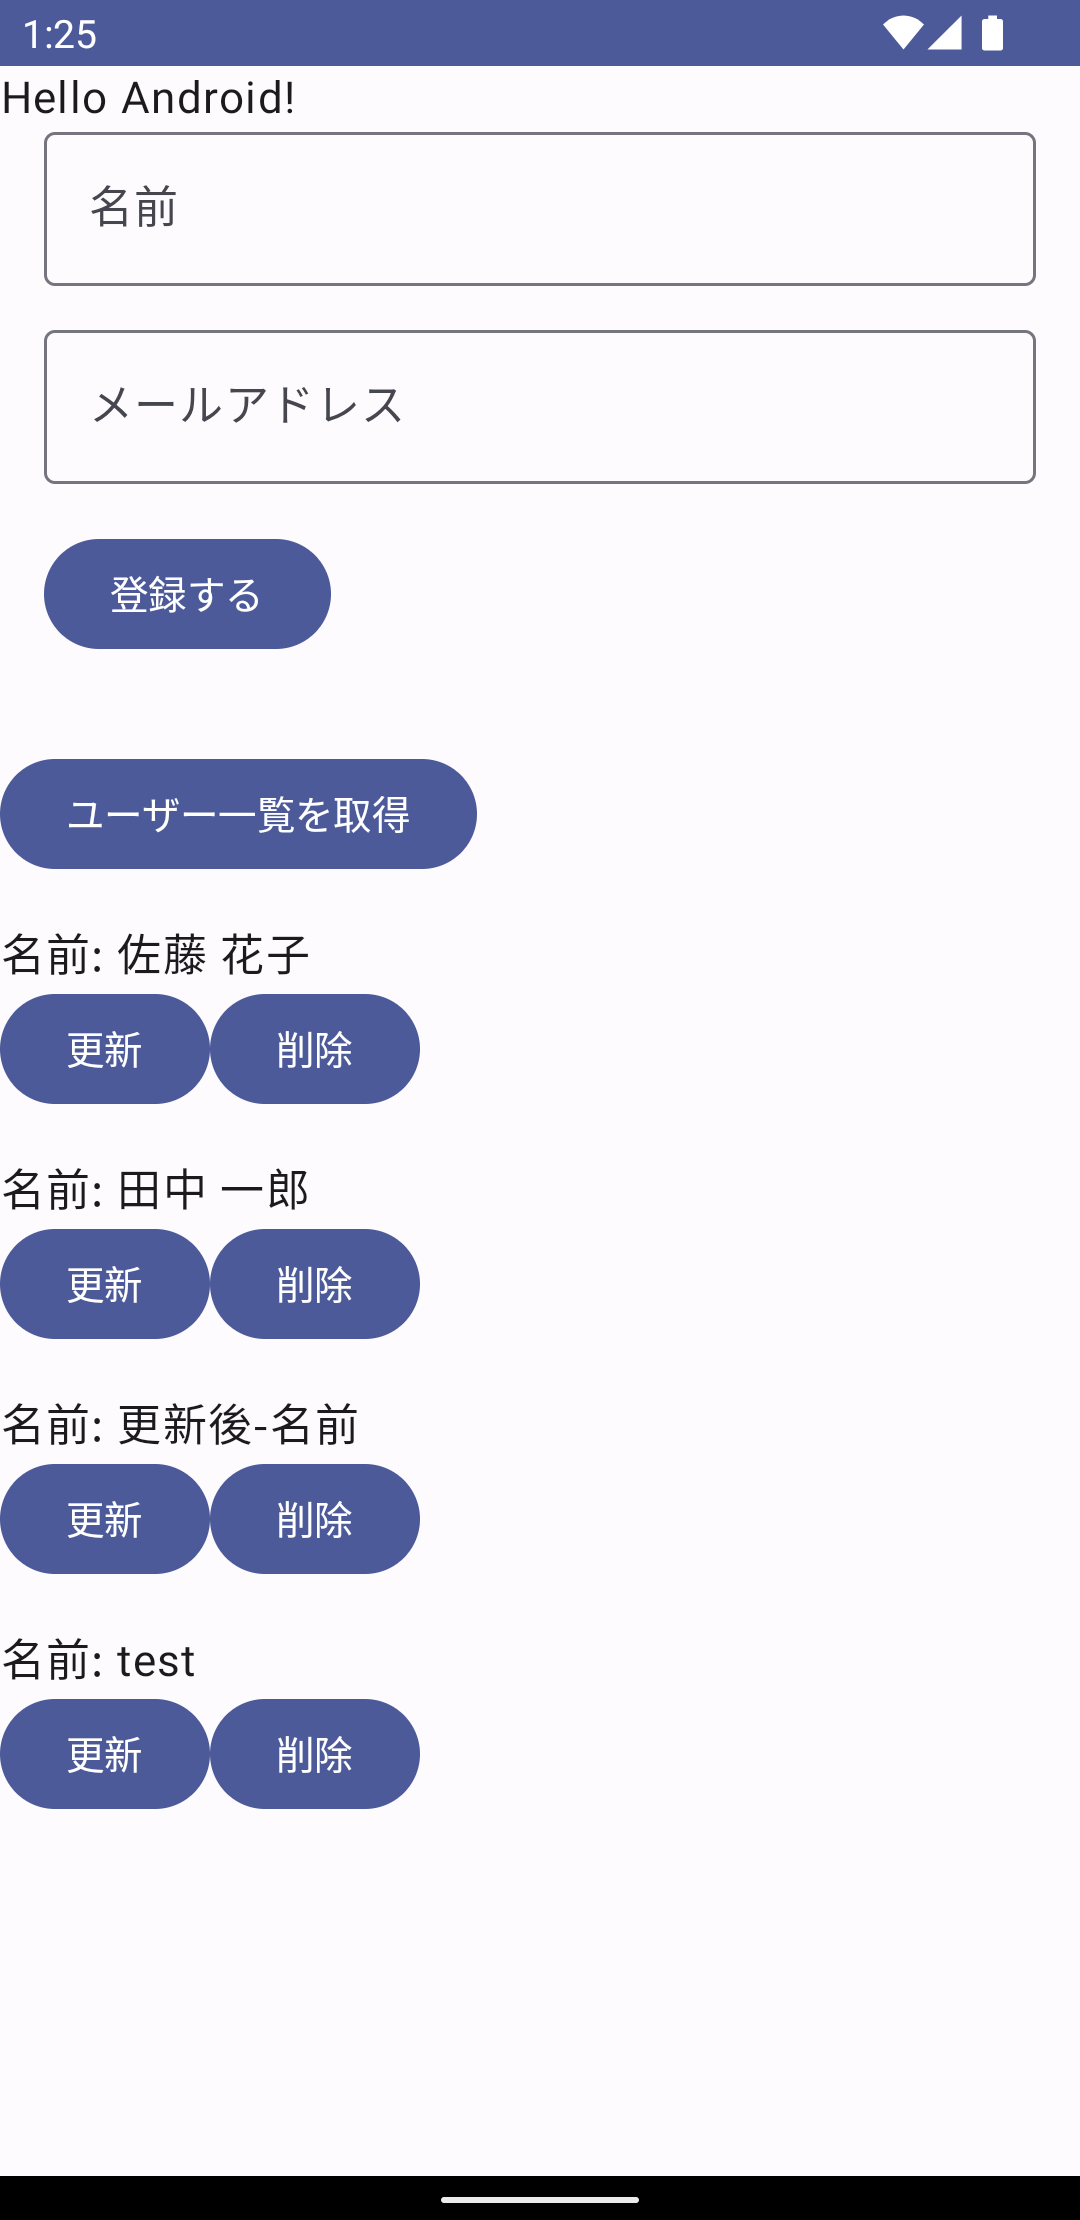 1:25
Hello Android!
名前
メールアドレス
登録する
ユーザー一覧を取得
名前: 佐藤 花子
更新 削除
名前: 田中 一郎
更新 削除
名前: 更新後-名前
更新 削除
名前: test
更新 削除